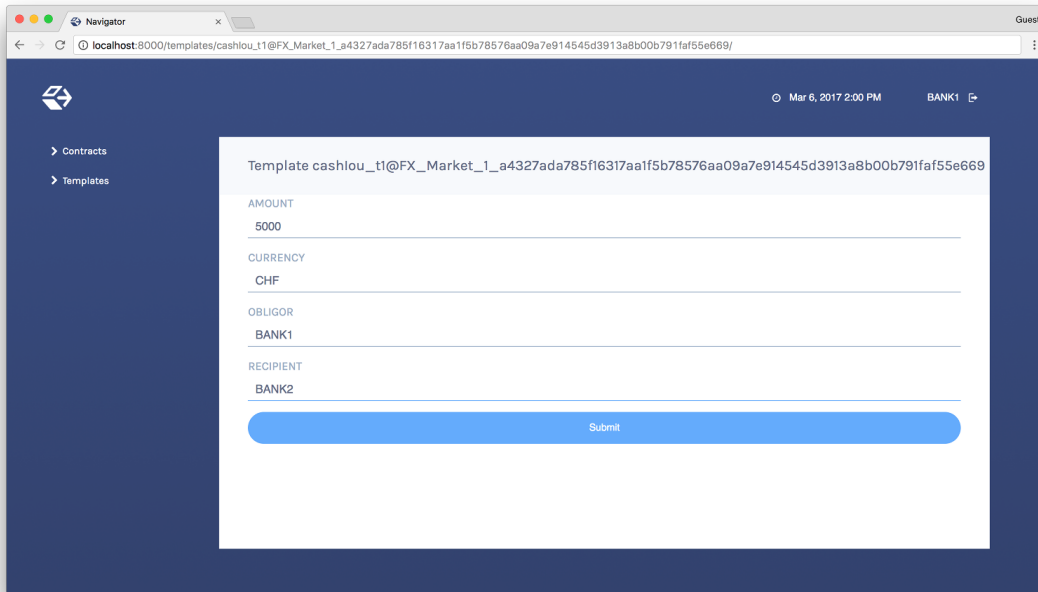 Navigator
Guest
localhost:8000/templates/cashIou_t1@FX_Market_1_a4327ada785f16317aa1f5b78576aa09a7e914545d3913a8b00b791faf55e669/
Mar 6, 2017 2:00 PM BANK1
Contracts
Templates
Template cashIou_t1@FX_Market_1_a4327ada785f16317aa1f5b78576aa09a7e914545d3913a8b00b791faf55e669
AMOUNT
5000
CURRENCY
CHF
OBLIGOR
BANK1
RECIPIENT
BANK2
Submit